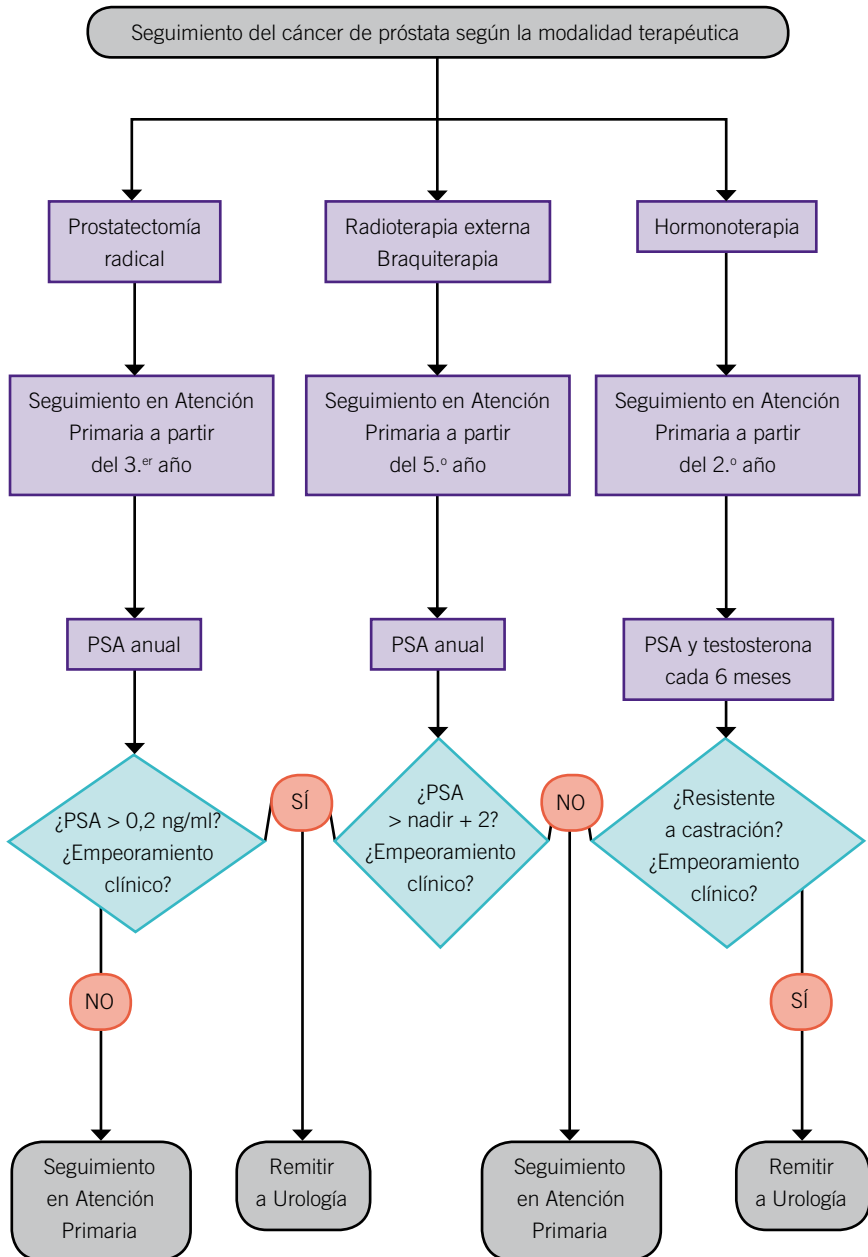 Seguimiento del cáncer de próstata según la modalidad terapéutica
Prostatectomía
radical
Radioterapia externa
Braquiterapia
Hormonoterapia
Seguimiento en Atención
Primaria a partir
del 3.er año
Seguimiento en Atención
Primaria a partir
del 5.º año
Seguimiento en Atención
Primaria a partir
del 2.º año
PSA anual
PSA anual
PSA y testosterona
cada 6 meses
¿PSA > 0,2 ng/ml?
¿Empeoramiento
clínico?
SÍ
¿PSA
> nadir + 2?
¿Empeoramiento
clínico?
NO
¿Resistente
a castración?
¿Empeoramiento
clínico?
NO
SÍ
Seguimiento
en Atención
Primaria
Remitir
a Urología
Seguimiento
en Atención
Primaria
Remitir
a Urología